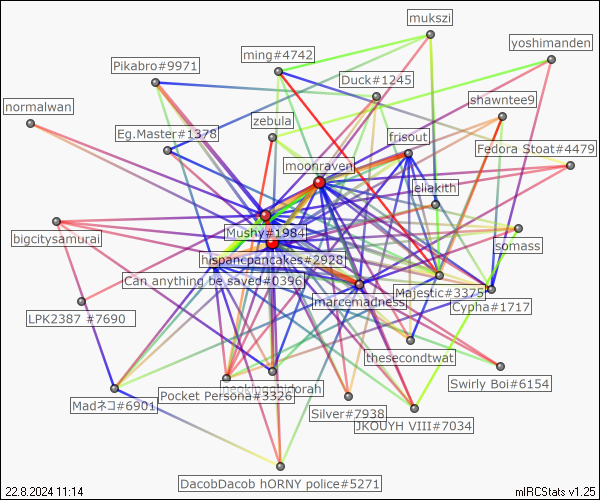 mukszi
yoshimanden
ming#4742
Pikabro#9971
Duck#1245
shawntee9
normalwan
zebula
Eg.Master#1378
frisout
Fedora Stoat#4479
moonraven
eliakith
Mushy#1984
bigcitysamurai
somass
hispancpancakes#2928
Can anything be saved#0396
Majestic#3375
marcemadness
Cypha#1717
LPK2387 #7690
thesecondtwat
Swirly Boi#6154
Pocket Persona#3326
Madネコ#6901
Silver#7938
JKOUYH VIII#7034
DacobDacob hORNY police#5271
22.8.2024 11:14
mIRCStats v1.25